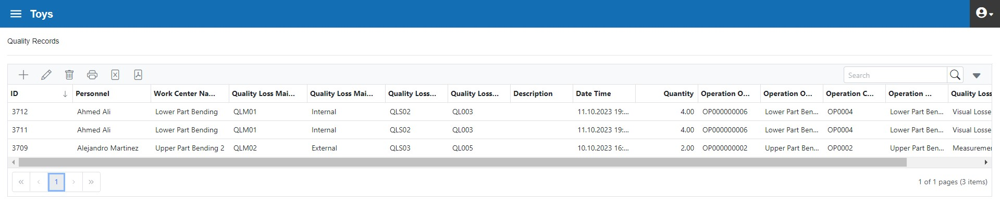 Toys
Quality Records
Search
ID Personnel Work Center Na... Quality Loss Mai... Quality Loss Mai... Quality Loss... Quality Loss... Description Date Time Quantity Operation O... Operation O... Operation C... Operation ... Quality Loss
3712 Ahmed Ali Lower Part Bending QLM01 Internal QLS02 QL003 11.10.2023 19:... 4.00 OP000000006 Lower Part Ben... OP0004 Lower Part Ben... Visual Losse
3711 Ahmed Ali Lower Part Bending QLM01 Internal QLS02 QL003 11.10.2023 19:... 4.00 OP000000006 Lower Part Ben... OP0004 Lower Part Ben... Visual Losse
3709 Alejandro Martinez Upper Part Bending 2 QLM02 External QLS03 QL005 10.10.2023 16:... 2.00 OP000000002 Upper Part Ben... OP0002 Upper Part Ben... Measuremer
« ‹ 1 › » 1 of 1 pages (3 items)